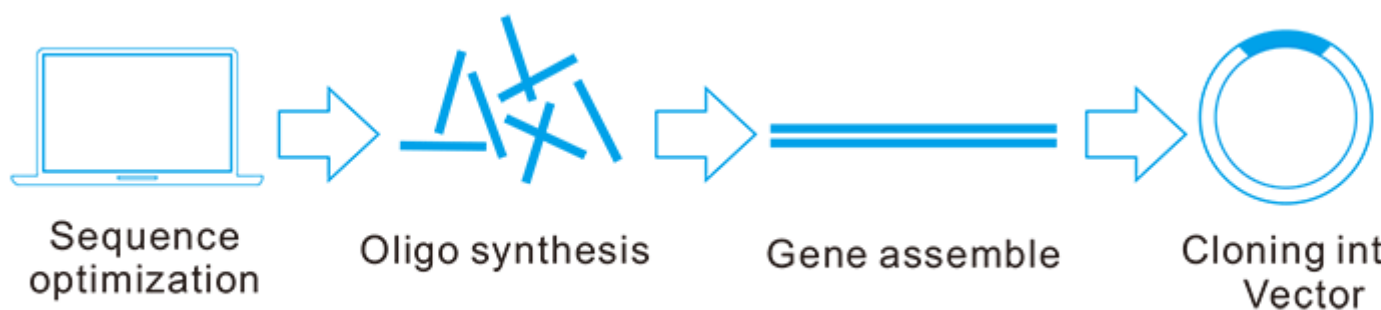 Sequence
optimization
Oligo synthesis
Gene assemble
Cloning int
Vector